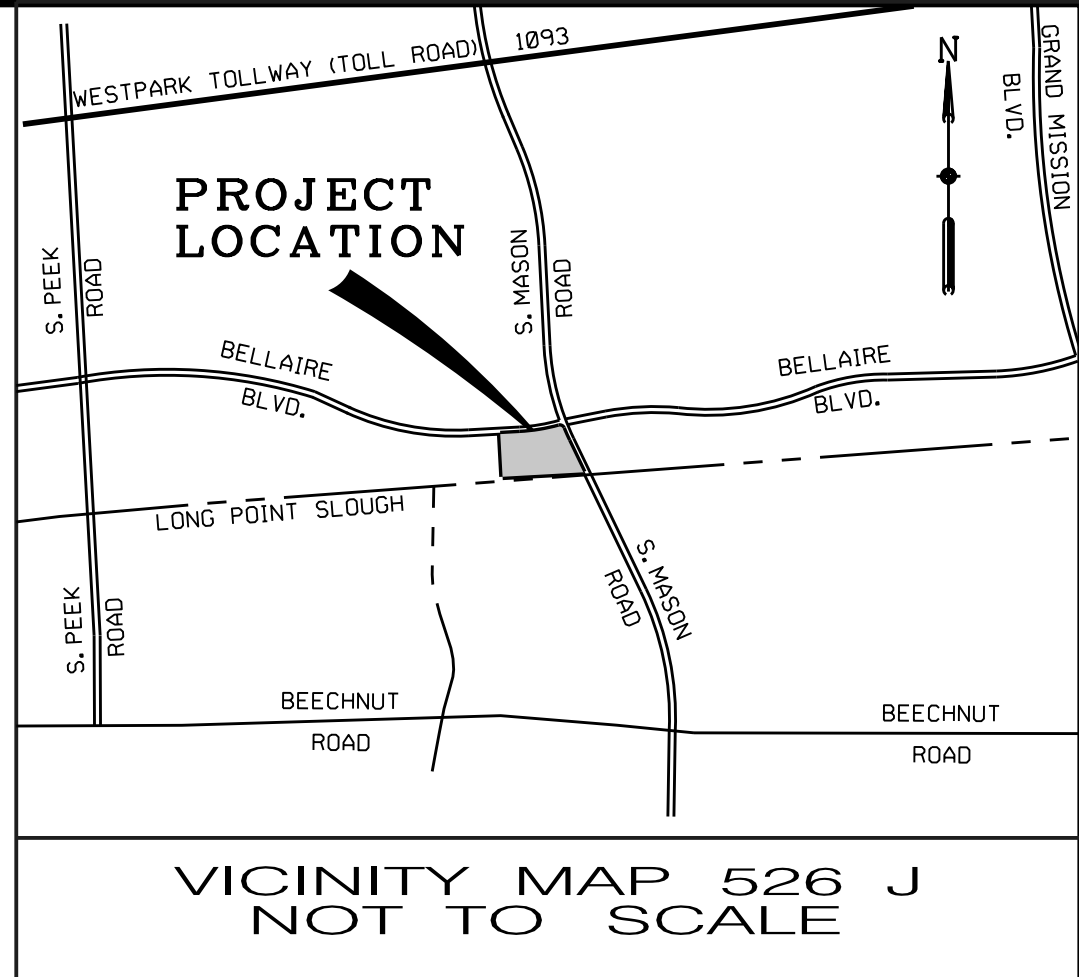 WESTPARK TOLLWAY (TOLL ROAD) 1093
N
GRAND MISSION
BLVD.
PROJECT
LOCATION
S. PEEK
ROAD
S. MASON
ROAD
BELLAIRE
BLVD.
BELLAIRE
BLVD.
LONG POINT SLOUGH
S. MASON
ROAD
S. PEEK
ROAD
BEECHNUT
ROAD
BEECHNUT
ROAD
VICINITY MAP 526 J
NOT TO SCALE